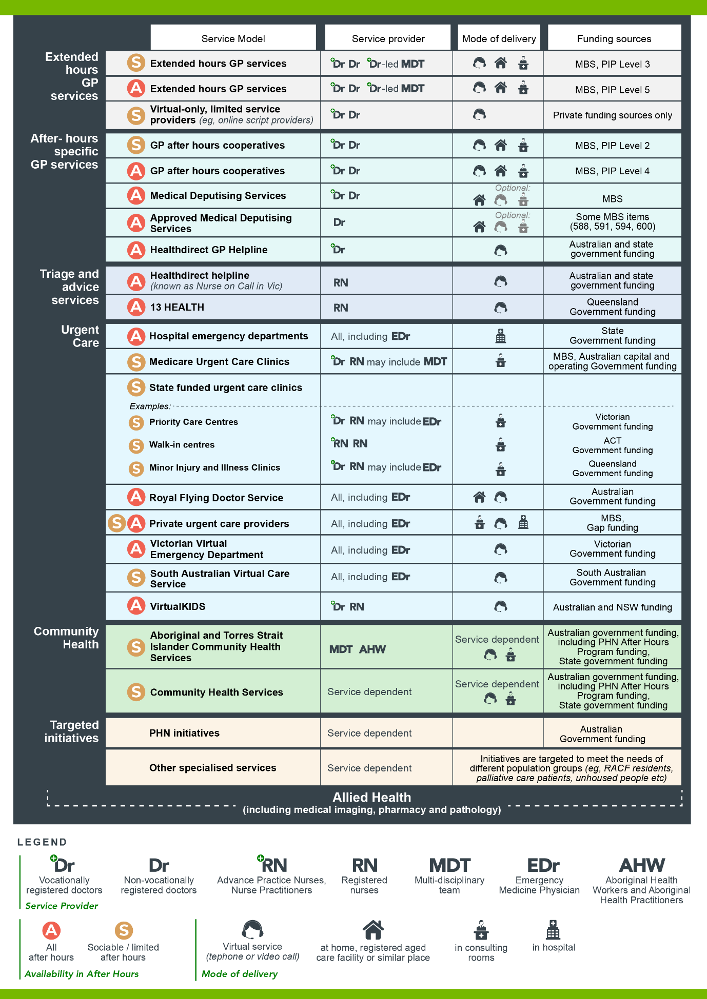 Service Model
Service provider
Mode of delivery
Funding sources
Extended
hours
GP
services
S Extended hours GP services
Dr Dr Dr-led MDT
MBS, PIP Level 3
A Extended hours GP services
Dr Dr Dr-led MDT
MBS, PIP Level 5
S Virtual-only, limited service
providers (eg, online script providers)
Dr Dr
Private funding sources only
After- hours
specific
GP services
S GP after hours cooperatives
Dr Dr
MBS, PIP Level 2
A GP after hours cooperatives
Dr Dr
MBS, PIP Level 4
A Medical Deputising Services
Dr Dr
Optional:
MBS
A Approved Medical Deputising
Services
Dr
Optional:
Some MBS items
(588, 591, 594, 600)
A Healthdirect GP Helpline
Dr
Australian and state
government funding
Triage and
advice
services
A Healthdirect helpline
(known as Nurse on Call in Vic)
RN
Australian and state
government funding
A 13 HEALTH
RN
Queensland
Government funding
Urgent
Care
A Hospital emergency departments
All, including EDr
State
Government funding
S Medicare Urgent Care Clinics
Dr RN may include MDT
MBS, Australian capital and
operating Government funding
S State funded urgent care clinics
Examples:
S Priority Care Centres
Dr RN may include EDr
Victorian
Government funding
S Walk-in centres
RN RN
ACT
Government funding
S Minor Injury and Illness Clinics
Dr RN may include EDr
Queensland
Government funding
A Royal Flying Doctor Service
All, including EDr
Australian
Government funding
S A Private urgent care providers
All, including EDr
MBS,
Gap funding
A Victorian Virtual
Emergency Department
All, including EDr
Victorian
Government funding
S South Australian Virtual Care
Service
All, including EDr
South Australian
Government funding
A VirtualKIDS
Dr RN
Australian and NSW funding
Community
Health
S Aboriginal and Torres Strait
Islander Community Health
Services
MDT AHW
Service dependent
Australian government funding,
including PHN After Hours
Program funding,
State government funding
S Community Health Services
Service dependent
Service dependent
Australian government funding,
including PHN After Hours
Program funding,
State government funding
Targeted
initiatives
PHN initiatives
Service dependent
Australian
Government funding
Other specialised services
Service dependent
Initiatives are targeted to meet the needs of
different population groups (eg, RACF residents,
palliative care patients, unhoused people etc)
Allied Health
(including medical imaging, pharmacy and pathology)
LEGEND
Dr
Vocationally
registered doctors
Dr
Non-vocationally
registered doctors
RN
Advance Practice Nurses,
Nurse Practitioners
RN
Registered
nurses
MDT
Multi-disciplinary
team
EDr
Emergency
Medicine Physician
AHW
Aboriginal Health
Workers and Aboriginal
Health Practitioners
Service Provider
A
All
after hours
S
Sociable / limited
after hours
Availability in After Hours
Virtual service
(tephone or video call)
at home, registered aged
care facility or similar place
in consulting
rooms
in hospital
Mode of delivery